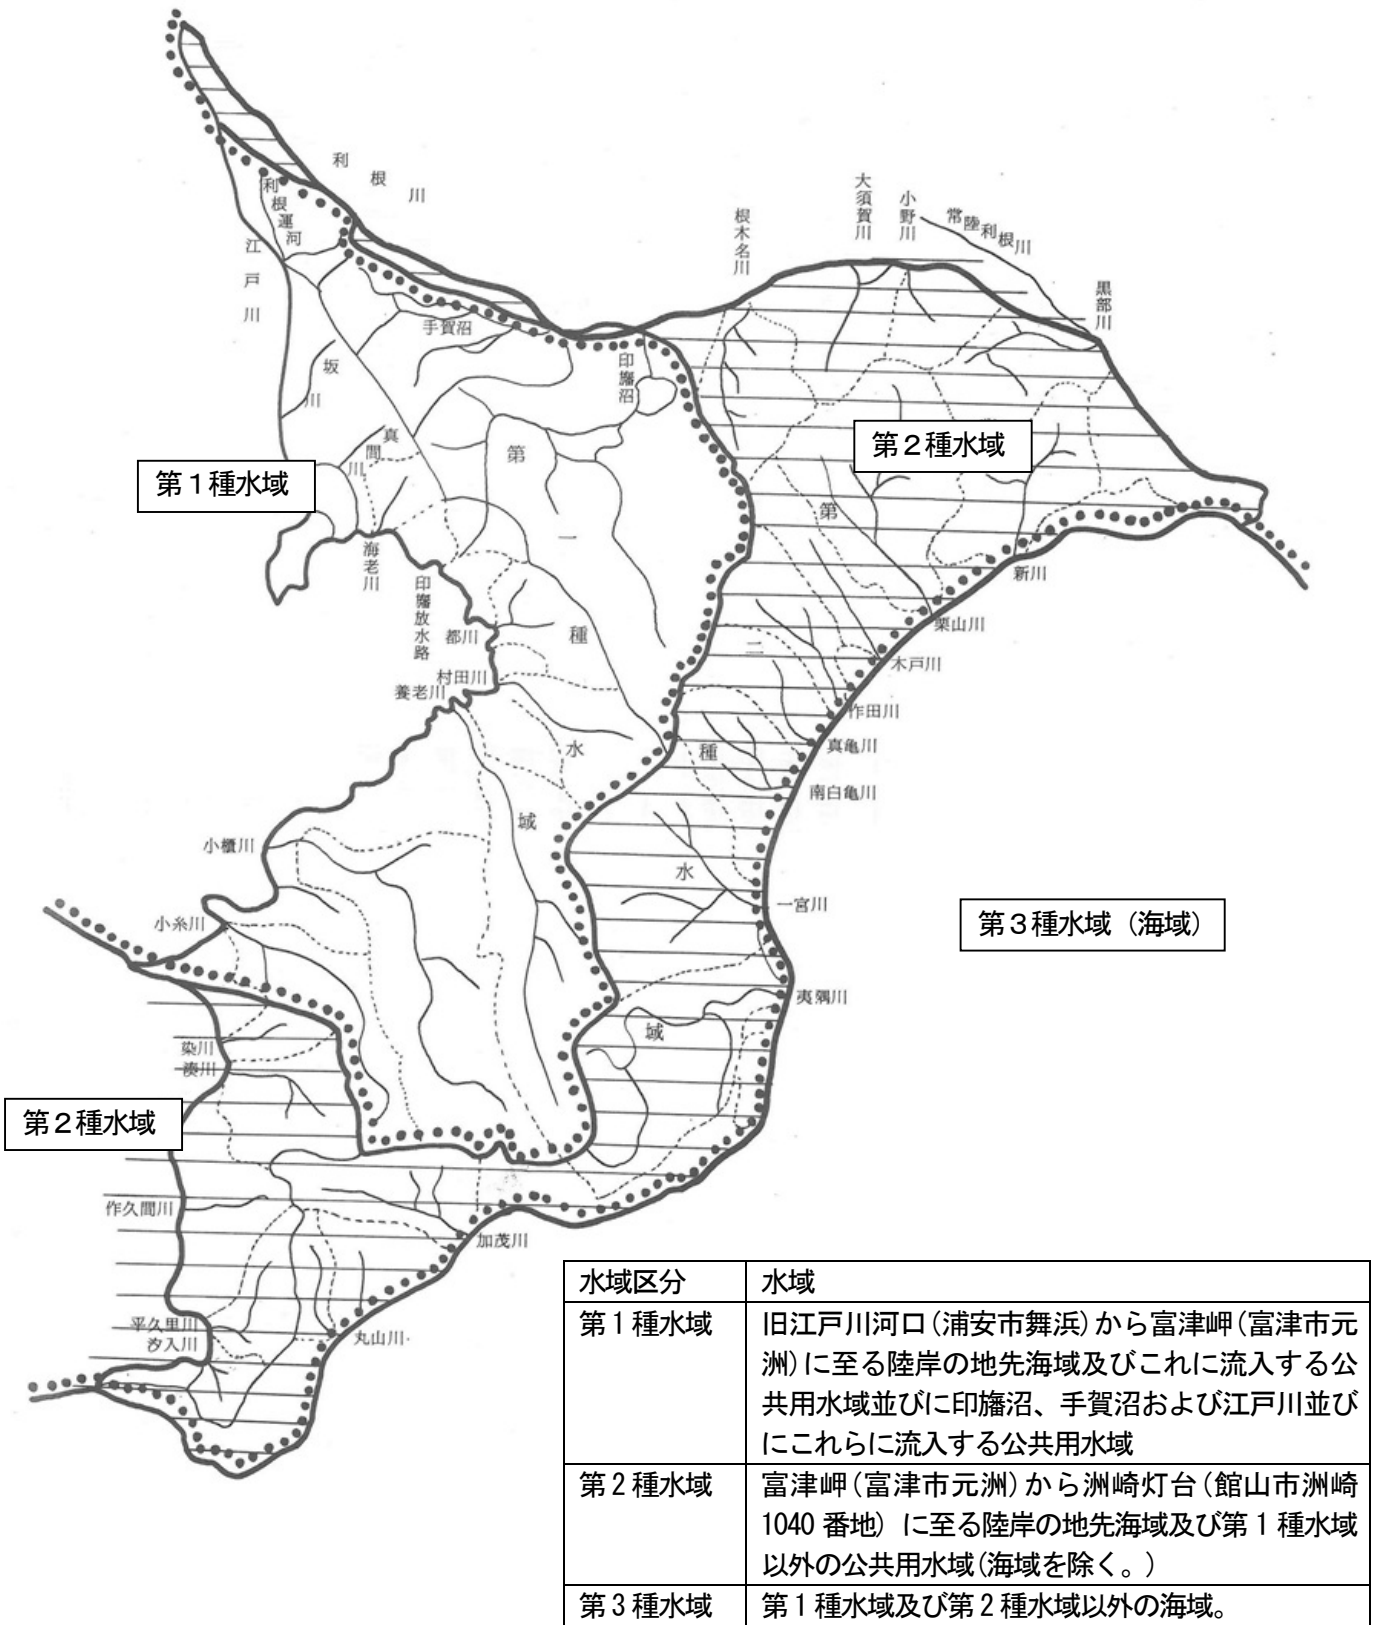 利根川
利根運河
江戸川
手賀沼
坂川
真間川
印旛沼
根木名川
大須賀川
小野川
常陸利根川
黒部川
第2種水域
第1種水域
第一種水域
第二種水域
海老川
印旛放水路
都川
村田川
養老川
新川
栗山川
木戸川
作田川
真亀川
南白亀川
小櫃川
一宮川
第3種水域（海域）
小糸川
夷隅川
染川
湊川
第2種水域
作久間川
加茂川
平久里川
汐入川
丸山川
水域区分 水域
第1種水域 旧江戸川河口(浦安市舞浜)から富津岬(富津市元
洲)に至る陸岸の地先海域及びこれに流入する公
共用水域並びに印旛沼、手賀沼および江戸川並び
にこれらに流入する公共用水域
第2種水域 富津岬(富津市元洲)から洲崎灯台(館山市洲崎
1040番地) に至る陸岸の地先海域及び第1種水域
以外の公共用水域(海域を除く。)
第3種水域 第1種水域及び第2種水域以外の海域。